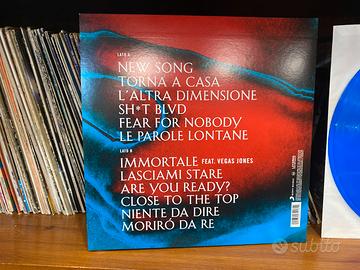 LATO A
NEW SONG
TORNA A CASA
L'ALTRA DIMENSIONE
SH*T BLVD
FEAR FOR NOBODY
LE PAROLE LONTANE
LATO B
IMMORTALE FEAT. VEGAS JONES
LASCIAMI STARE
ARE YOU READY?
CLOSE TO THE TOP
NIENTE DA DIRE
MORIRÓ DA RE
subito